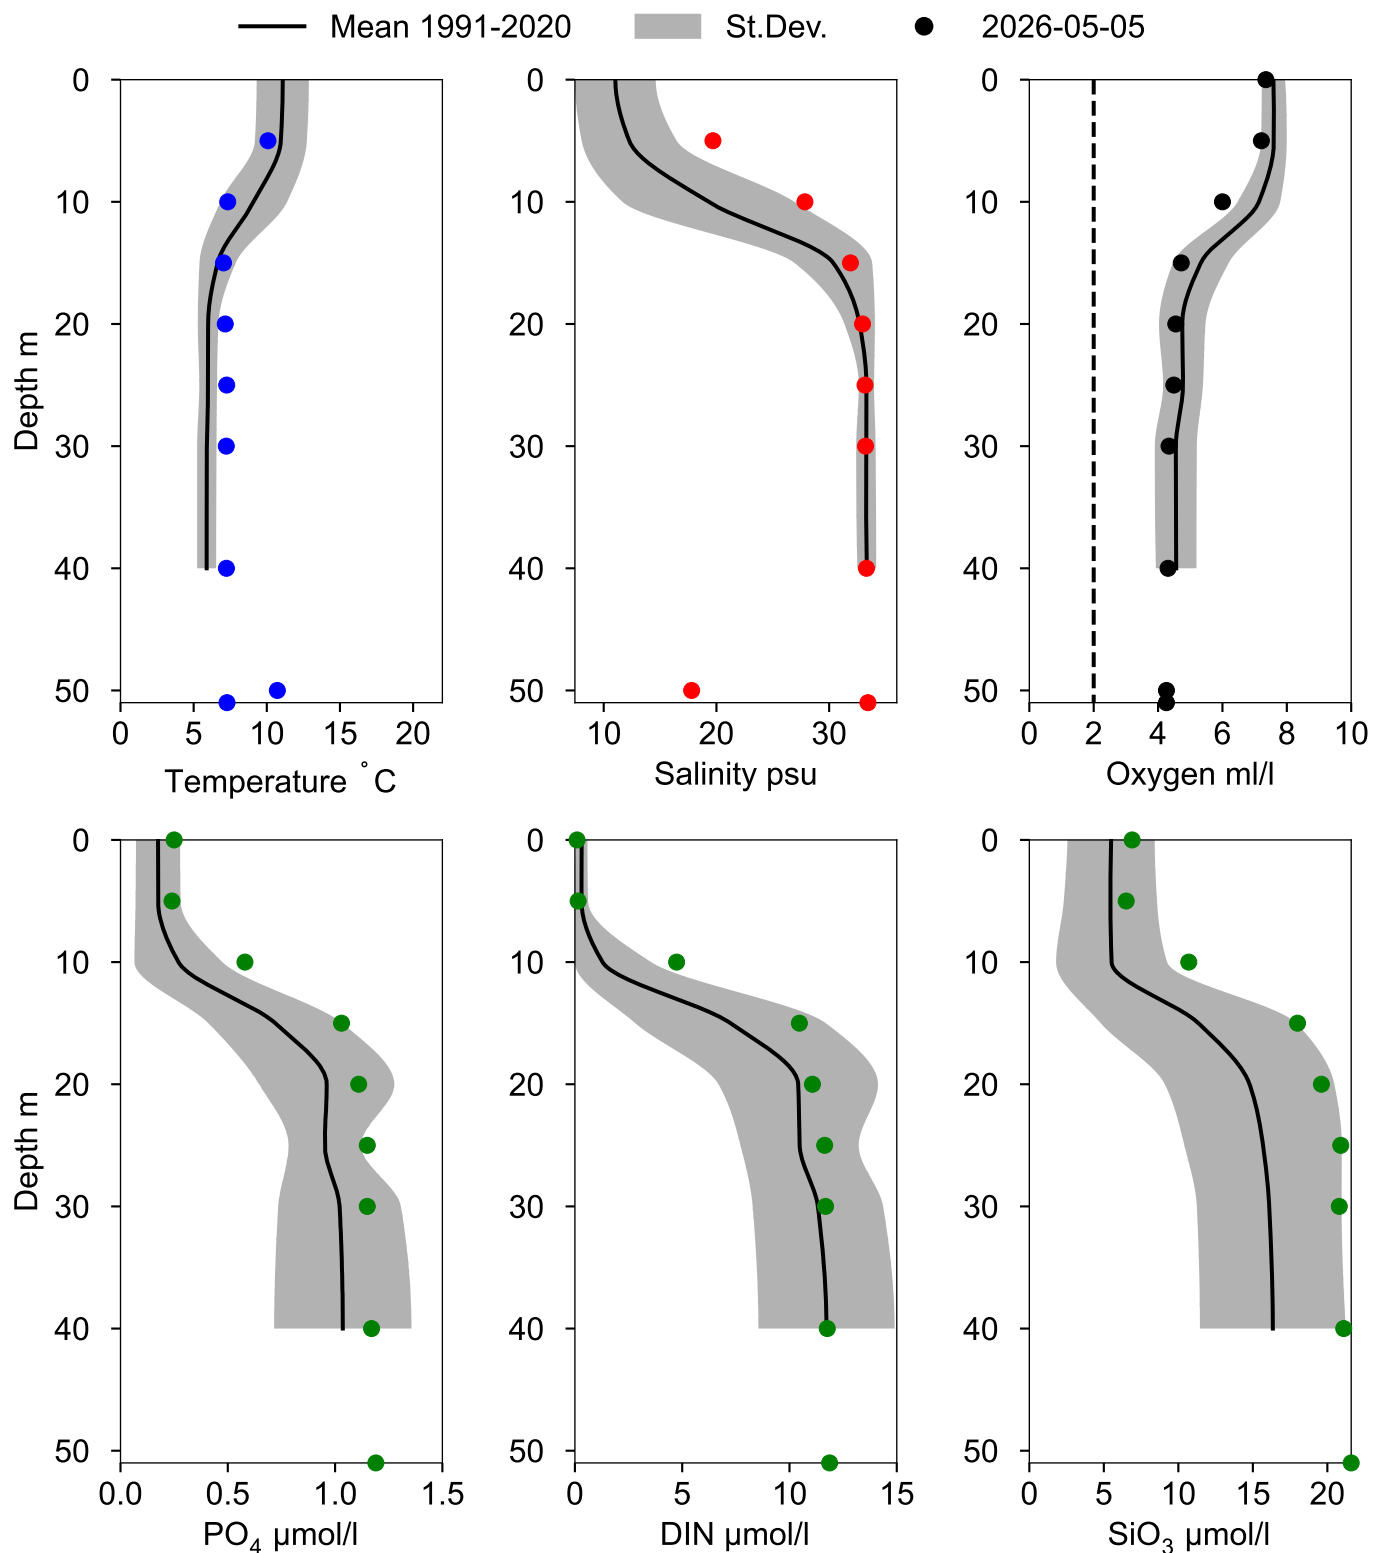 Mean 1991-2020 St.Dev. 2026-05-05
0 0 0
10 10 10
20 20 20
Depth m
30 30 30
40 40 40
50 50 50
0 5 10 15 20 10 20 30 0 2 4 6 8 10
Temperature °C Salinity psu Oxygen ml/l
0 0 0
10 10 10
20 20 20
Depth m
30 30 30
40 40 40
50 50 50
0.0 0.5 1.0 1.5 0 5 10 15 0 5 10 15 20
PO₄ µmol/l DIN µmol/l SiO₃ µmol/l